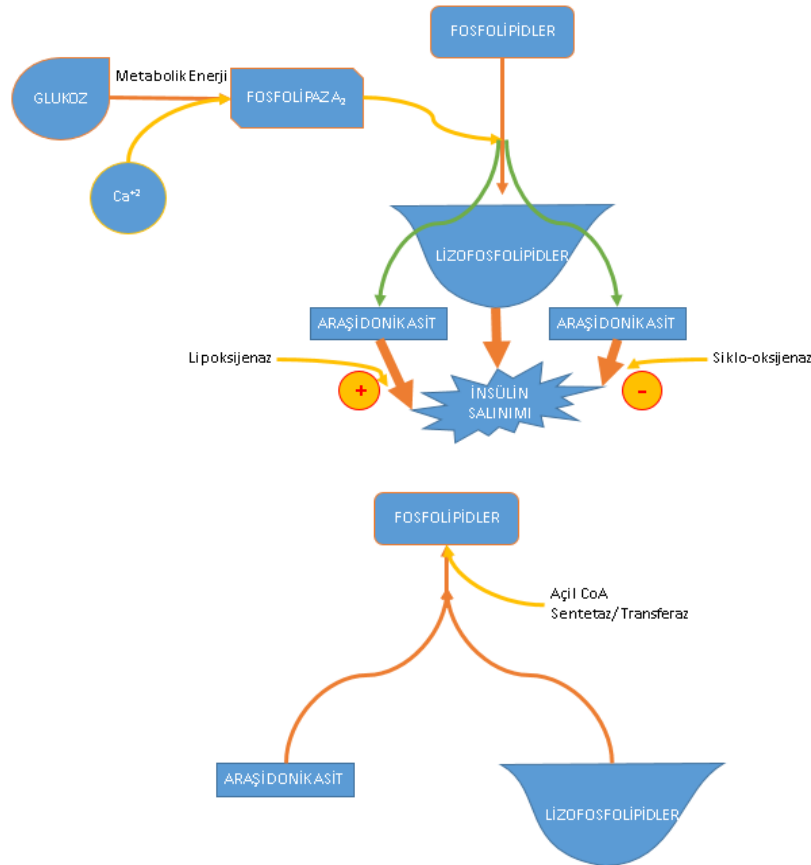 FOSFOLİPİDLER
Metabolik Enerji
GLUKOZ
FOSFOLİPAZA₂
Ca⁺²
LİZOFOSFOLİPİDLER
ARAŞİDONİKASİT
ARAŞİDONİKASİT
Lipoksijenaz
Siklo-oksijenaz
+
İNSÜLİN
SALINIMI
-
FOSFOLİPİDLER
Açil CoA
Sentetaz/Transferaz
ARAŞİDONİKASİT
LİZOFOSFOLİPİDLER